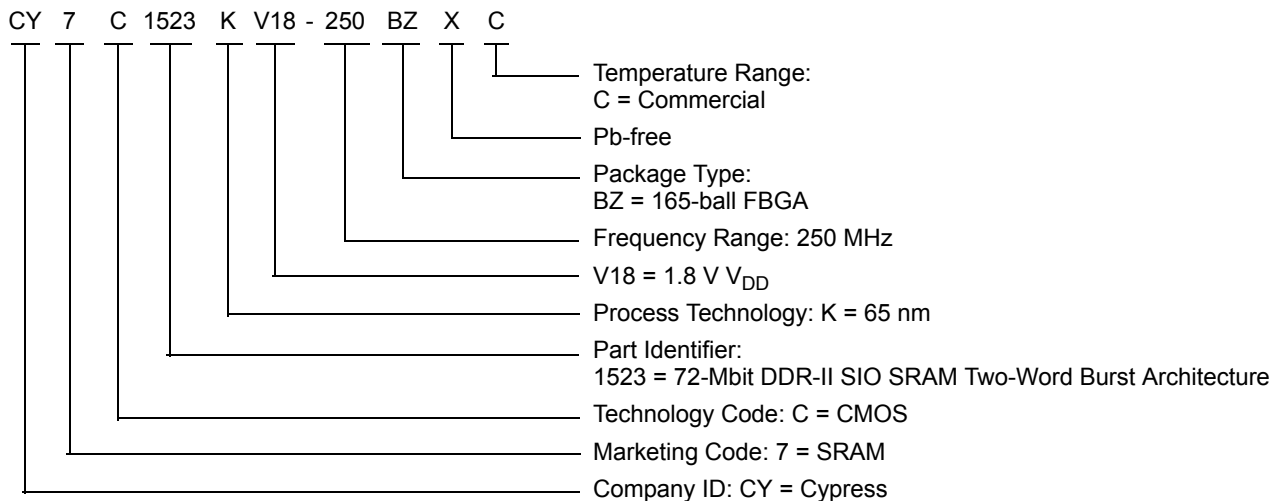 CY 7 C 1523 K V18 - 250 BZ X C
Temperature Range:
C = Commercial
Pb-free
Package Type:
BZ = 165-ball FBGA
Frequency Range: 250 MHz
V18 = 1.8 V VDD
Process Technology: K = 65 nm
Part Identifier:
1523 = 72-Mbit DDR-II SIO SRAM Two-Word Burst Architecture
Technology Code: C = CMOS
Marketing Code: 7 = SRAM
Company ID: CY = Cypress